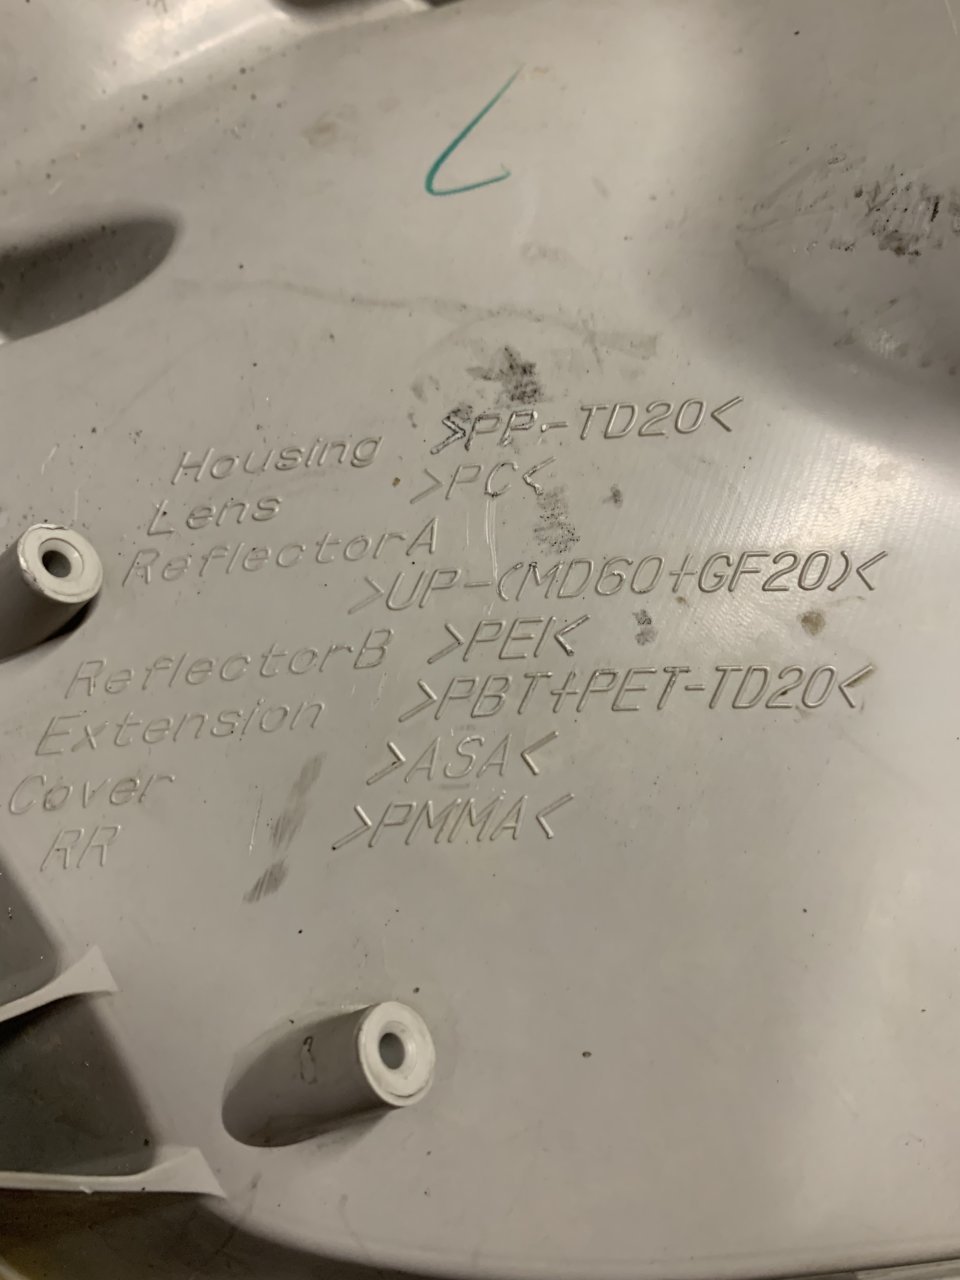 Housing >PP-TD20<
Lens >PC<
ReflectorA
>UP-(MD60+GF20)<
ReflectorB >PEI<
Extension >PBT+PET-TD20<
Cover >ASA<
RR >PMMA<